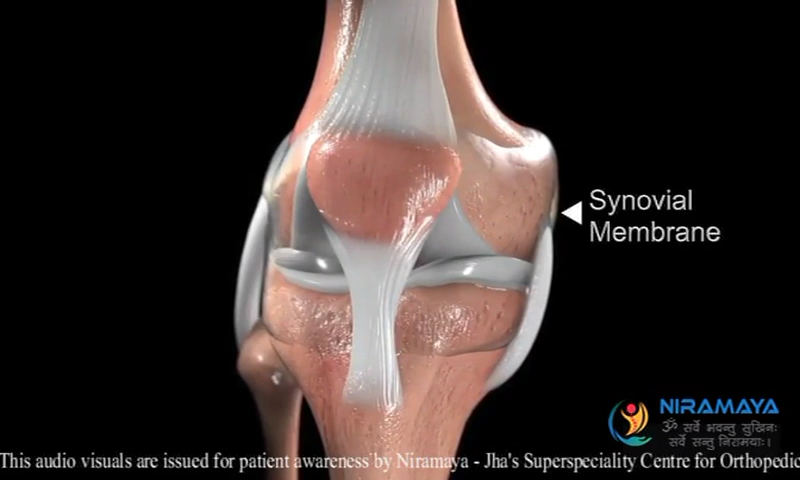 Synovial
Membrane
NIRAMAYA
ॐ सर्वे भवन्तु सुखिनः
सर्वे सन्तु निरामयाः।
This audio visuals are issued for patient awareness by Niramaya - Jha's Superspeciality Centre for Orthopedic